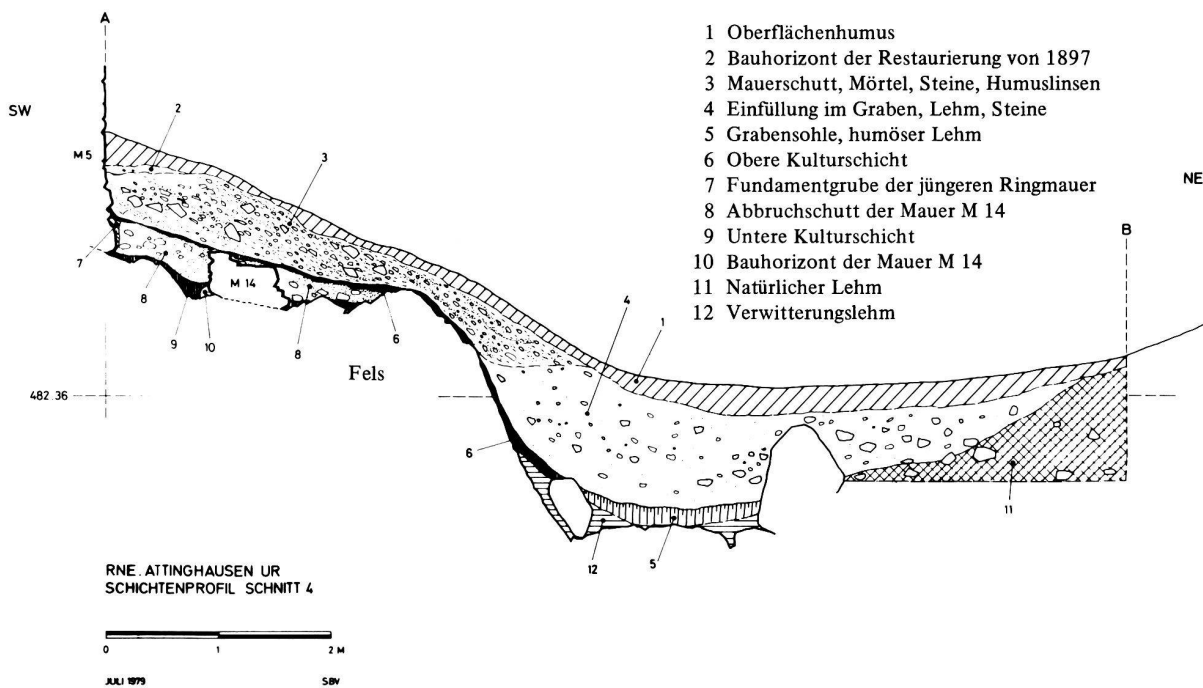 A
SW
M 5
2
3
7
8
M 14
9
10
8
6
Fels
482.36
4
1
6
12
5
11
NE
B
1 Oberflächenhumus
2 Bauhorizont der Restaurierung von 1897
3 Mauerschutt, Mörtel, Steine, Humuslinsen
4 Einfüllung im Graben, Lehm, Steine
5 Grabensohle, humöser Lehm
6 Obere Kulturschicht
7 Fundamentgrube der jüngeren Ringmauer
8 Abbruchschutt der Mauer M 14
9 Untere Kulturschicht
10 Bauhorizont der Mauer M 14
11 Natürlicher Lehm
12 Verwitterungslehm
RNE. ATTINGHAUSEN UR
SCHICHTENPROFIL SCHNITT 4
0 1 2 M
JULI 1979 SBV